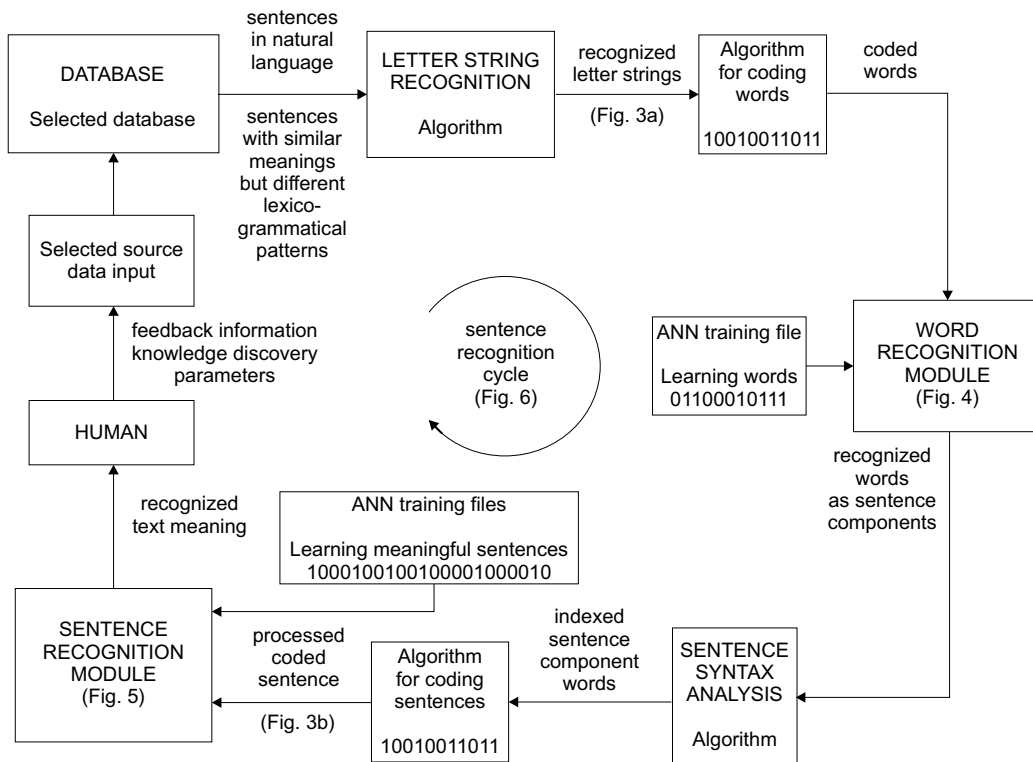 DATABASE
Selected database
sentences
in natural
language
sentences
with similar
meanings
but different
lexico-
grammatical
patterns
LETTER STRING
RECOGNITION
Algorithm
recognized
letter strings
(Fig. 3a)
Algorithm
for coding
words
10010011011
coded
words
Selected source
data input
feedback information
knowledge discovery
parameters
HUMAN
sentence
recognition
cycle
(Fig. 6)
ANN training file
Learning words
01100010111
WORD
RECOGNITION
MODULE
(Fig. 4)
recognized
words
as sentence
components
recognized
text meaning
ANN training files
Learning meaningful sentences
1000100100100001000010
SENTENCE
RECOGNITION
MODULE
(Fig. 5)
processed
coded
sentence
(Fig. 3b)
Algorithm
for coding
sentences
10010011011
indexed
sentence
component
words
SENTENCE
SYNTAX
ANALYSIS
Algorithm